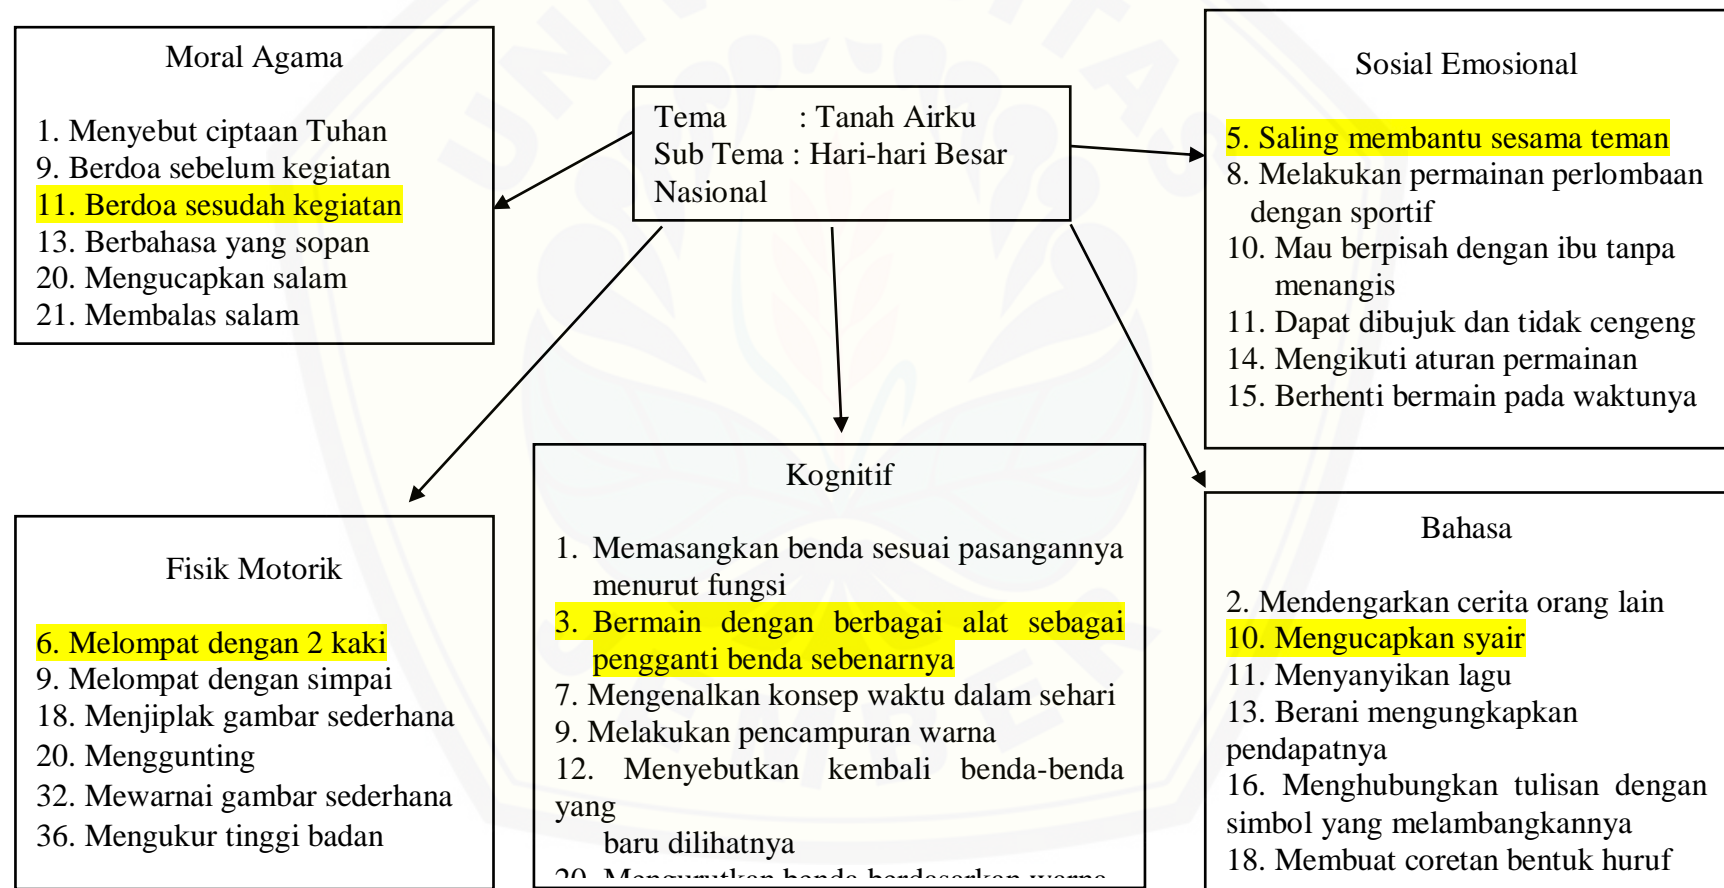 Moral Agama
1. Menyebut ciptaan Tuhan
9. Berdoa sebelum kegiatan
11. Berdoa sesudah kegiatan
13. Berbahasa yang sopan
20. Mengucapkan salam
21. Membalas salam
Tema : Tanah Airku
Sub Tema : Hari-hari Besar
Nasional
Sosial Emosional
5. Saling membantu sesama teman
8. Melakukan permainan perlombaan
dengan sportif
10. Mau berpisah dengan ibu tanpa
menangis
11. Dapat dibujuk dan tidak cengeng
14. Mengikuti aturan permainan
15. Berhenti bermain pada waktunya
Fisik Motorik
6. Melompat dengan 2 kaki
9. Melompat dengan simpai
18. Menjiplak gambar sederhana
20. Menggunting
32. Mewarnai gambar sederhana
36. Mengukur tinggi badan
Kognitif
1. Memasangkan benda sesuai pasangannya
menurut fungsi
3. Bermain dengan berbagai alat sebagai
pengganti benda sebenarnya
7. Mengenalkan konsep waktu dalam sehari
9. Melakukan pencampuran warna
12. Menyebutkan kembali benda-benda
yang
baru dilihatnya
20. Mengurutkan benda berdasarkan warna
Bahasa
2. Mendengarkan cerita orang lain
10. Mengucapkan syair
11. Menyanyikan lagu
13. Berani mengungkapkan
pendapatnya
16. Menghubungkan tulisan dengan
simbol yang melambangkannya
18. Membuat coretan bentuk huruf